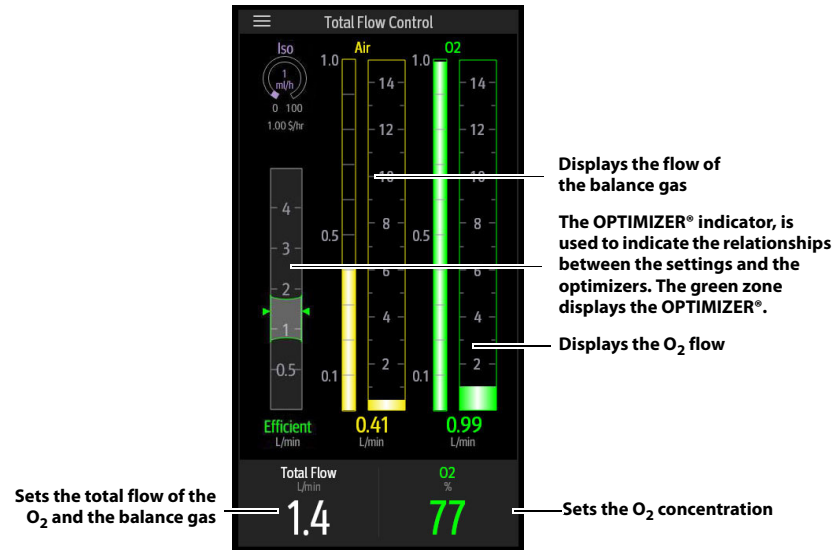 Total Flow Control
Iso
1
ml/h
0 100
1.00 $/hr
4
3
2
1
0.5
Efficient
L/min
Air
1.0
0.5
0.1
14
12
10
8
6
4
2
0.41
L/min
O2
1.0
0.5
0.1
14
12
10
8
6
4
2
0.99
L/min
Total Flow
L/min
1.4
O2
%
77
Displays the flow of
the balance gas
The OPTIMIZER® indicator, is
used to indicate the relationships
between the settings and the
optimizers. The green zone
displays the OPTIMIZER®.
Displays the O₂ flow
Sets the total flow of the
O₂ and the balance gas
Sets the O₂ concentration